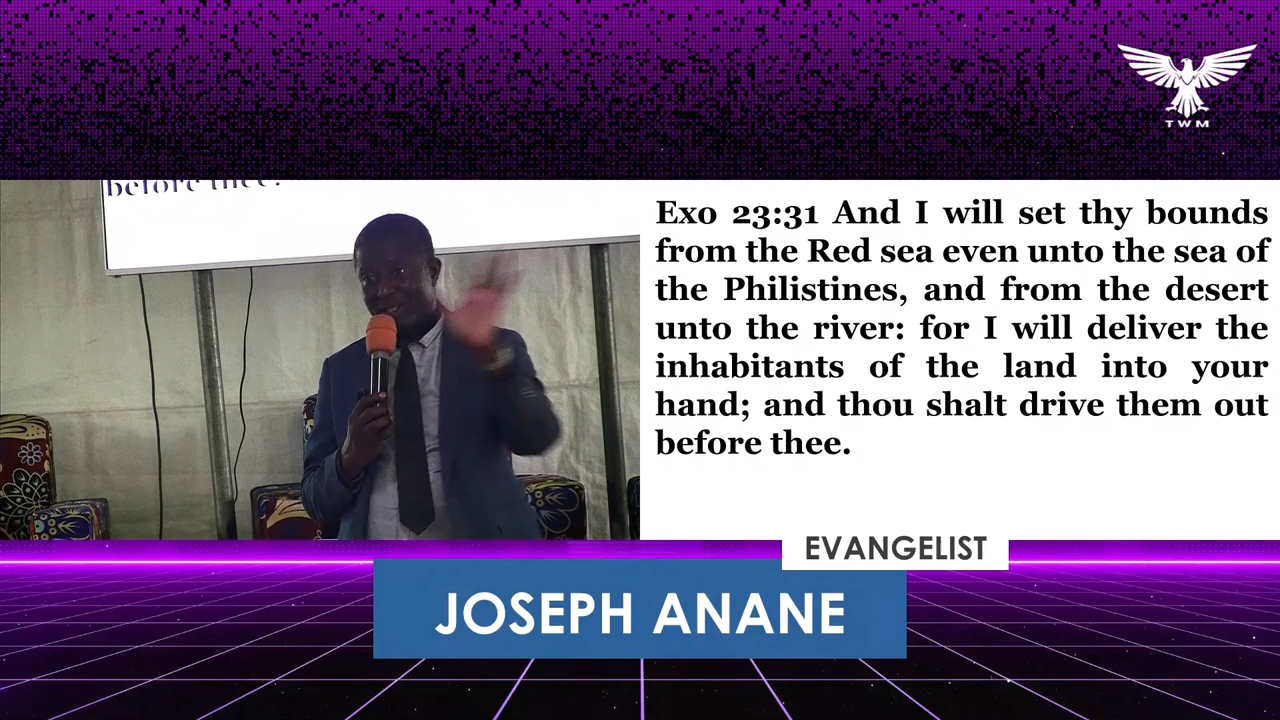 TWM
before thee.
Exo 23:31 And I will set thy bounds
from the Red sea even unto the sea of
the Philistines, and from the desert
unto the river: for I will deliver the
inhabitants of the land into your
hand; and thou shalt drive them out
before thee.
EVANGELIST
JOSEPH ANANE